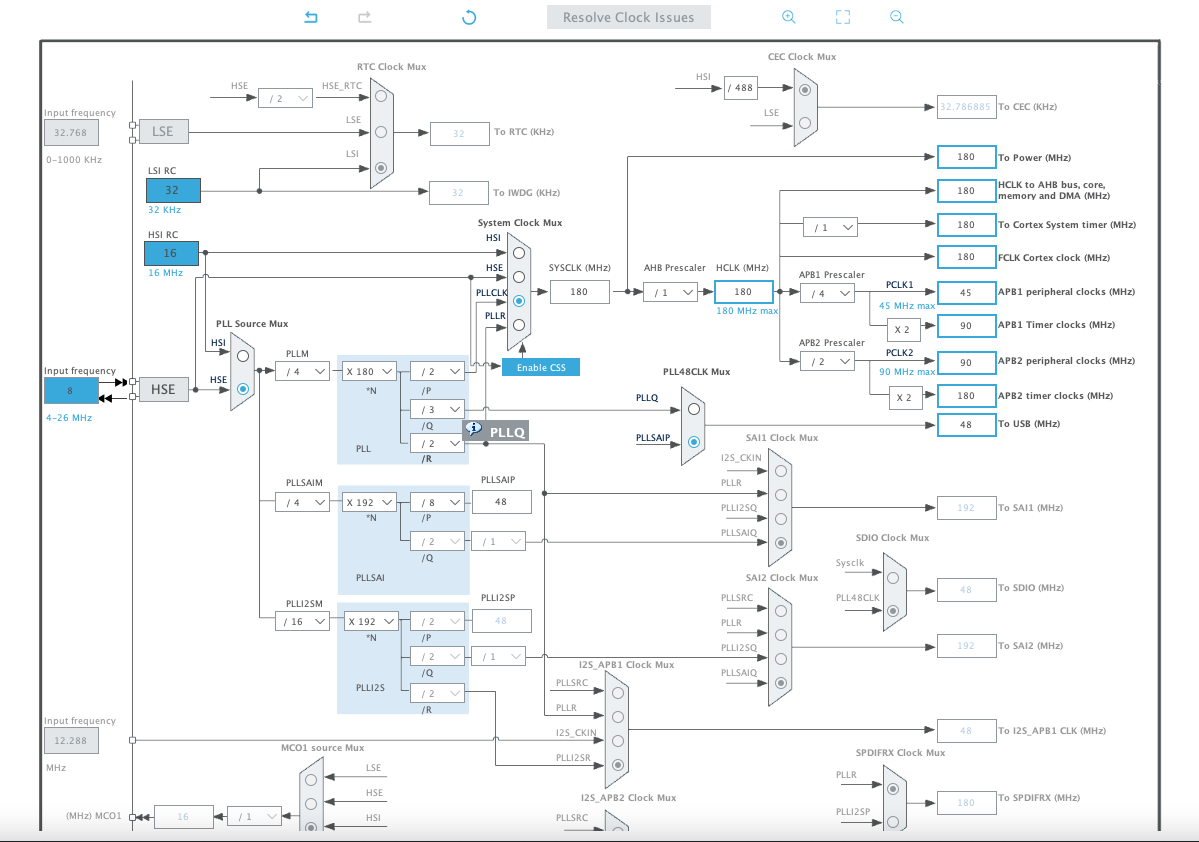 Resolve Clock Issues
RTC Clock Mux
CEC Clock Mux
HSE
/ 2
HSE_RTC
HSI
/ 488
Input frequency
32.768
LSE
LSE
32
To RTC (KHz)
LSE
32.786885
To CEC (KHz)
0-1000 KHz
LSI
LSI RC
32
32 KHz
32
To IWDG (KHz)
180
To Power (MHz)
180
HCLK to AHB bus, core,
memory and DMA (MHz)
HSI RC
16
16 MHz
System Clock Mux
HSI
HSE
PLLCLK
PLLR
SYSCLK (MHz)
180
AHB Prescaler
/ 1
HCLK (MHz)
180
180 MHz max
/ 1
180
To Cortex System timer (MHz)
180
FCLK Cortex clock (MHz)
APB1 Prescaler
/ 4
PCLK1
45 MHz max
45
APB1 peripheral clocks (MHz)
X 2
90
APB1 Timer clocks (MHz)
APB2 Prescaler
/ 2
PCLK2
90 MHz max
90
APB2 peripheral clocks (MHz)
X 2
180
APB2 timer clocks (MHz)
48
To USB (MHz)
PLL Source Mux
HSI
HSE
Input frequency
8
4-26 MHz
HSE
PLLM
/ 4
X 180
*N
/ 2
/P
/ 3
/Q
/ 2
/R
PLL
Enable CSS
PLLQ
PLL48CLK Mux
PLLQ
PLLSAIP
PLLSAIM
/ 4
X 192
*N
/ 8
/P
/ 2
/Q
PLLSAI
PLLSAIP
48
/ 1
SAI1 Clock Mux
I2S_CKIN
PLLR
PLLI2SQ
PLLSAIQ
192
To SAI1 (MHz)
SDIO Clock Mux
Sysclk
PLL48CLK
48
To SDIO (MHz)
SAI2 Clock Mux
PLLSRC
PLLR
PLLI2SQ
PLLSAIQ
192
To SAI2 (MHz)
PLLI2SM
/ 16
X 192
*N
/ 2
/P
/ 2
/Q
/ 2
/R
PLLI2S
PLLI2SP
48
/ 1
I2S_APB1 Clock Mux
PLLSRC
PLLR
I2S_CKIN
PLLI2SR
48
To I2S_APB1 CLK (MHz)
Input frequency
12.288
MHz
MCO1 source Mux
LSE
HSE
HSI
(MHz) MCO1
16
/ 1
I2S_APB2 Clock Mux
PLLSRC
SPDIFRX Clock Mux
PLLR
PLLI2SP
180
To SPDIFRX (MHz)